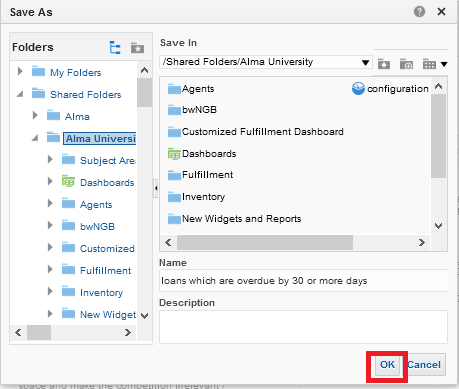 Save As
Folders
My Folders
Shared Folders
Alma
Alma Universi
Subject Area
Dashboards
Agents
bwNGB
Customized
Fulfillment
Inventory
New Widget
Save In
/Shared Folders/Alma University
Agents
configuration
bwNGB
Customized Fulfillment Dashboard
Dashboards
Fulfillment
Inventory
New Widgets and Reports
Name
loans which are overdue by 30 or more days
Description
OK
Cancel
space and make the competition irrelevant?